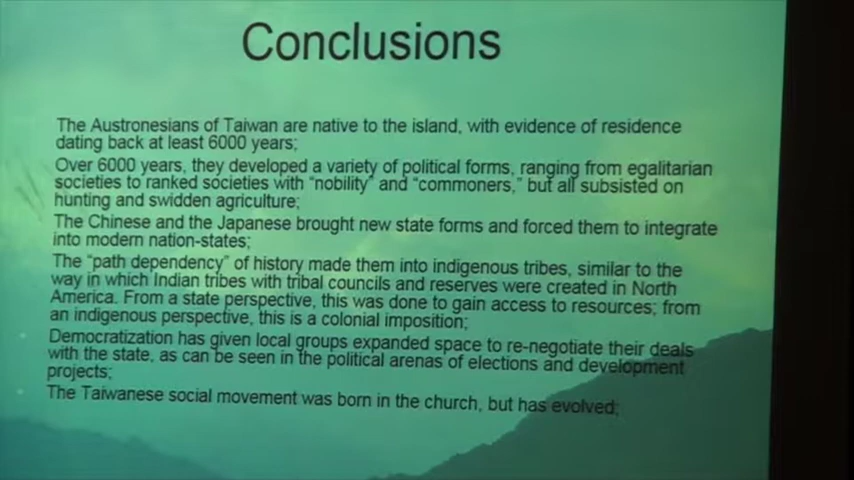 Conclusions
The Austronesians of Taiwan are native to the island, with evidence of residence
dating back at least 6000 years;
Over 6000 years, they developed a variety of political forms, ranging from egalitarian
societies to ranked societies with "nobility" and "commoners," but all subsisted on
hunting and swidden agriculture;
The Chinese and the Japanese brought new state forms and forced them to integrate
into modern nation-states;
The "path dependency" of history made them into indigenous tribes, similar to the
way in which Indian tribes with tribal councils and reserves were created in North
America. From a state perspective, this was done to gain access to resources; from
an indigenous perspective, this is a colonial imposition;
Democratization has given local groups expanded space to re-negotiate their deals
with the state, as can be seen in the political arenas of elections and development
projects;
The Taiwanese social movement was born in the church, but has evolved;